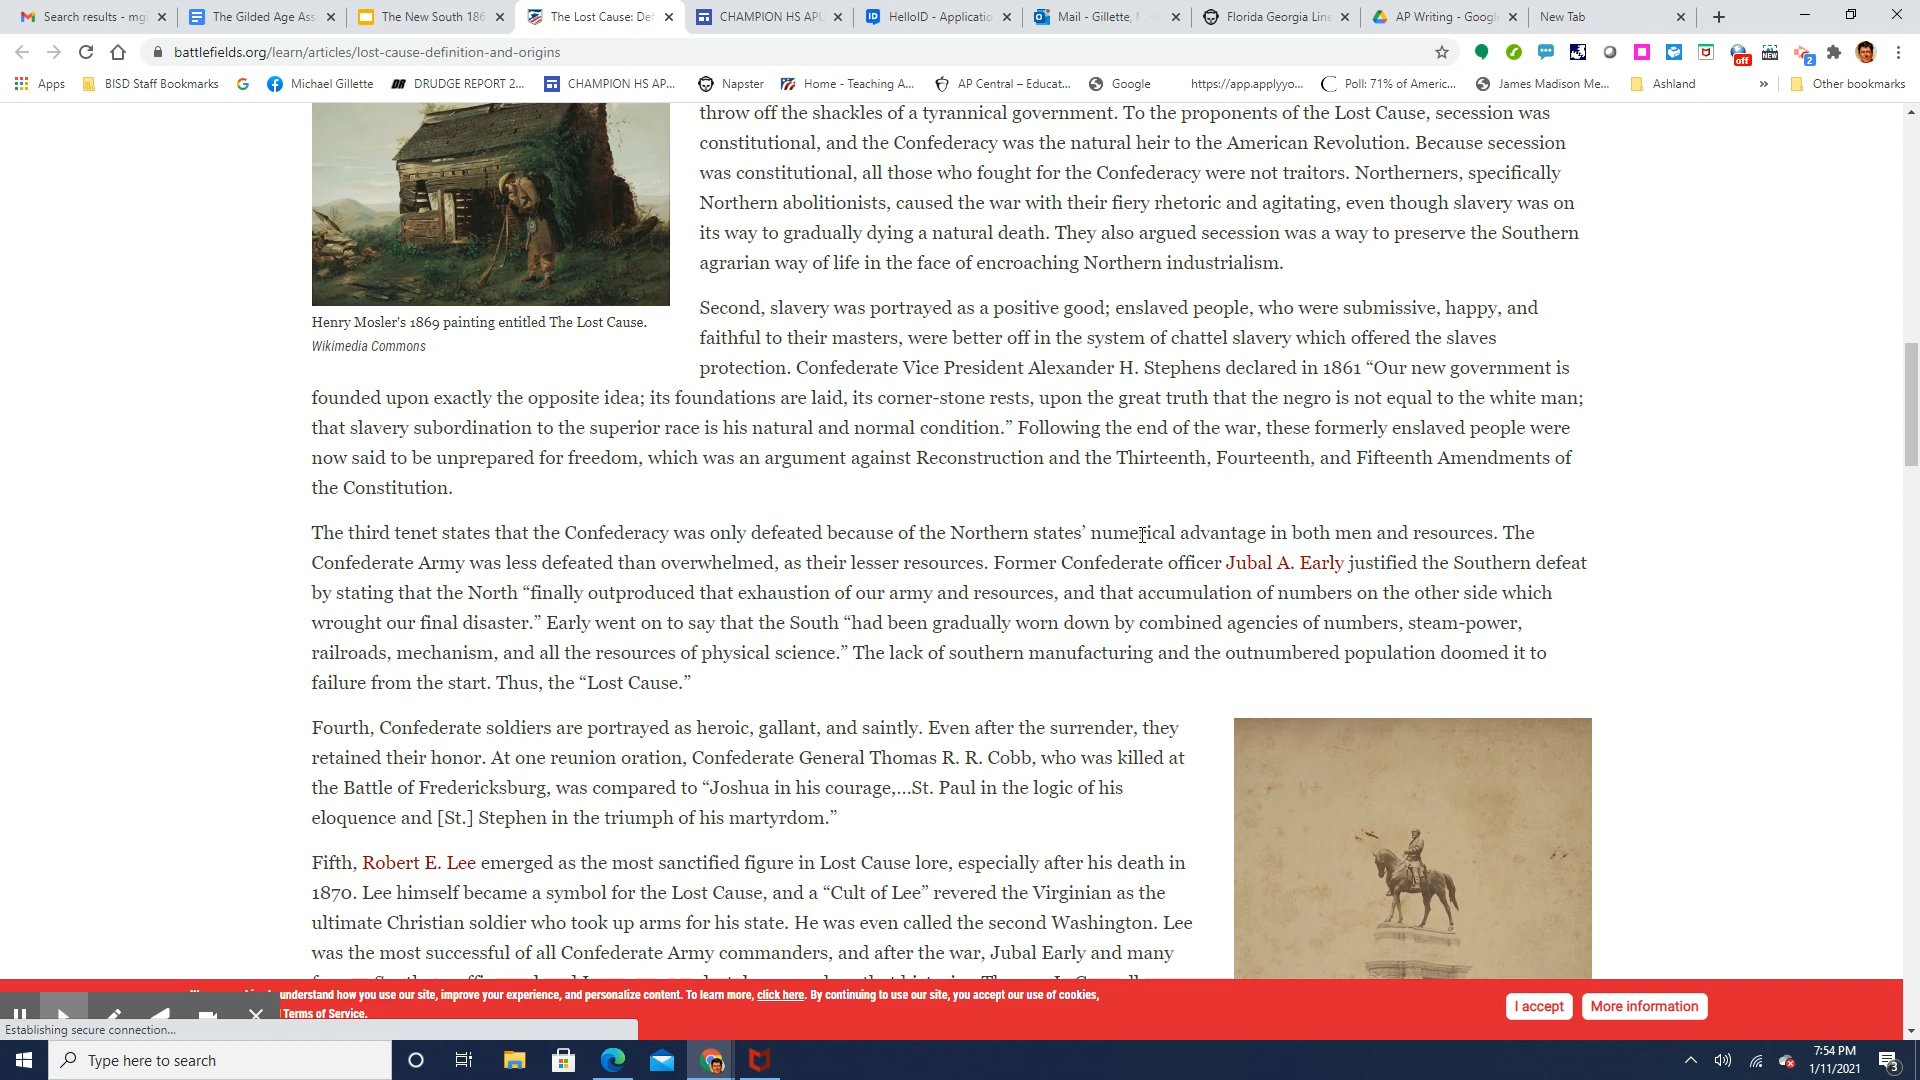 Search results - mgi
The Gilded Age Ass
The New South 186
The Lost Cause: Def
CHAMPION HS APU
HelloID - Applicatio
Mail - Gillette,
Florida Georgia Line
AP Writing - Googl
New Tab
battlefields.org/learn/articles/lost-cause-definition-and-origins
off
NEW
2
Apps
BISD Staff Bookmarks
Michael Gillette
DRUDGE REPORT 2...
CHAMPION HS AP...
Napster
Home - Teaching A...
AP Central – Educat...
Google
https://app.applyyo...
Poll: 71% of Americ...
James Madison Me...
Ashland
»
Other bookmarks
throw off the shackles of a tyrannical government. To the proponents of the Lost Cause, secession was
constitutional, and the Confederacy was the natural heir to the American Revolution. Because secession
was constitutional, all those who fought for the Confederacy were not traitors. Northerners, specifically
Northern abolitionists, caused the war with their fiery rhetoric and agitating, even though slavery was on
its way to gradually dying a natural death. They also argued secession was a way to preserve the Southern
agrarian way of life in the face of encroaching Northern industrialism.
Henry Mosler's 1869 painting entitled The Lost Cause.
Wikimedia Commons
Second, slavery was portrayed as a positive good; enslaved people, who were submissive, happy, and
faithful to their masters, were better off in the system of chattel slavery which offered the slaves
protection. Confederate Vice President Alexander H. Stephens declared in 1861 “Our new government is
founded upon exactly the opposite idea; its foundations are laid, its corner-stone rests, upon the great truth that the negro is not equal to the white man;
that slavery subordination to the superior race is his natural and normal condition.” Following the end of the war, these formerly enslaved people were
now said to be unprepared for freedom, which was an argument against Reconstruction and the Thirteenth, Fourteenth, and Fifteenth Amendments of
the Constitution.
The third tenet states that the Confederacy was only defeated because of the Northern states’ numerical advantage in both men and resources. The
Confederate Army was less defeated than overwhelmed, as their lesser resources. Former Confederate officer Jubal A. Early justified the Southern defeat
by stating that the North “finally outproduced that exhaustion of our army and resources, and that accumulation of numbers on the other side which
wrought our final disaster.” Early went on to say that the South “had been gradually worn down by combined agencies of numbers, steam-power,
railroads, mechanism, and all the resources of physical science.” The lack of southern manufacturing and the outnumbered population doomed it to
failure from the start. Thus, the “Lost Cause.”
Fourth, Confederate soldiers are portrayed as heroic, gallant, and saintly. Even after the surrender, they
retained their honor. At one reunion oration, Confederate General Thomas R. R. Cobb, who was killed at
the Battle of Fredericksburg, was compared to “Joshua in his courage,...St. Paul in the logic of his
eloquence and [St.] Stephen in the triumph of his martyrdom.”
Fifth, Robert E. Lee emerged as the most sanctified figure in Lost Cause lore, especially after his death in
1870. Lee himself became a symbol for the Lost Cause, and a “Cult of Lee” revered the Virginian as the
ultimate Christian soldier who took up arms for his state. He was even called the second Washington. Lee
was the most successful of all Confederate Army commanders, and after the war, Jubal Early and many
understand how you use our site, improve your experience, and personalize content. To learn more, click here. By continuing to use our site, you accept our use of cookies,
Terms of Service.
I accept
More information
Establishing secure connection...
Type here to search
7:54 PM
1/11/2021
3